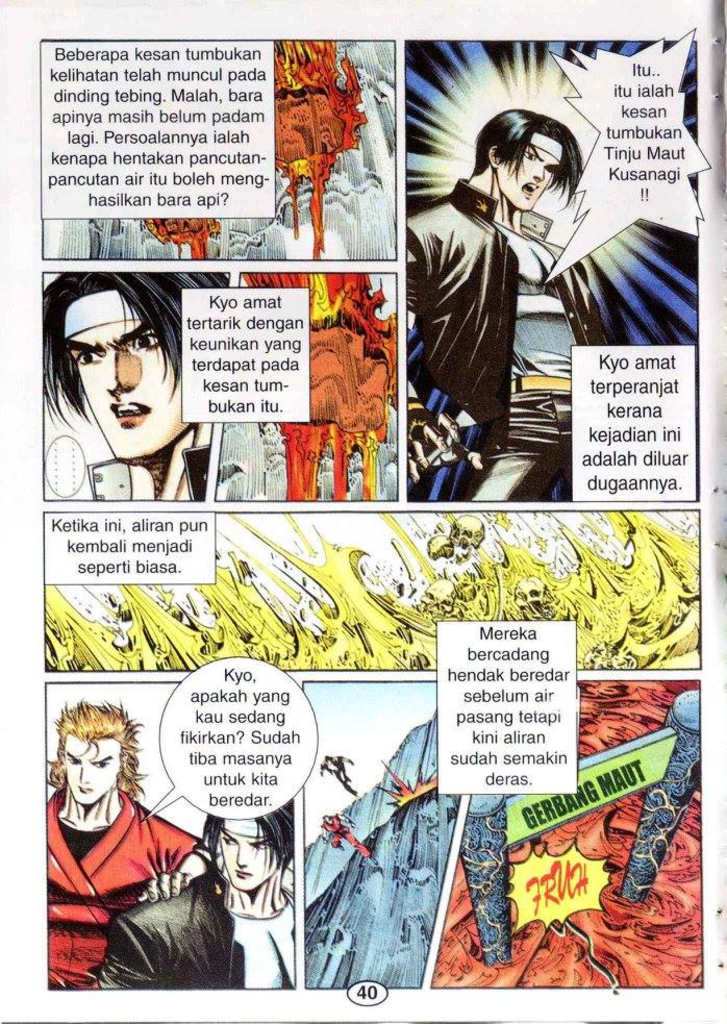 Beberapa kesan tumbukan
kelihatan telah muncul pada
dinding tebing. Malah, bara
apinya masih belum padam
lagi. Persoalannya ialah
kenapa hentakan pancutan-
pancutan air itu boleh meng-
hasilkan bara api?
Itu..
itu ialah
kesan
tumbukan
Tinju Maut
Kusanagi
!!
Kyo amat
tertarik dengan
keunikan yang
terdapat pada
kesan tum-
bukan itu.
Kyo amat
terperanjat
kerana
kejadian ini
adalah diluar
dugaannya.
Ketika ini, aliran pun
kembali menjadi
seperti biasa.
Kyo,
apakah yang
kau sedang
fikirkan? Sudah
tiba masanya
untuk kita
beredar.
Mereka
bercadang
hendak beredar
sebelum air
pasang tetapi
kini aliran
sudah semakin
deras.
GERBANG MAUT
FRUH
40